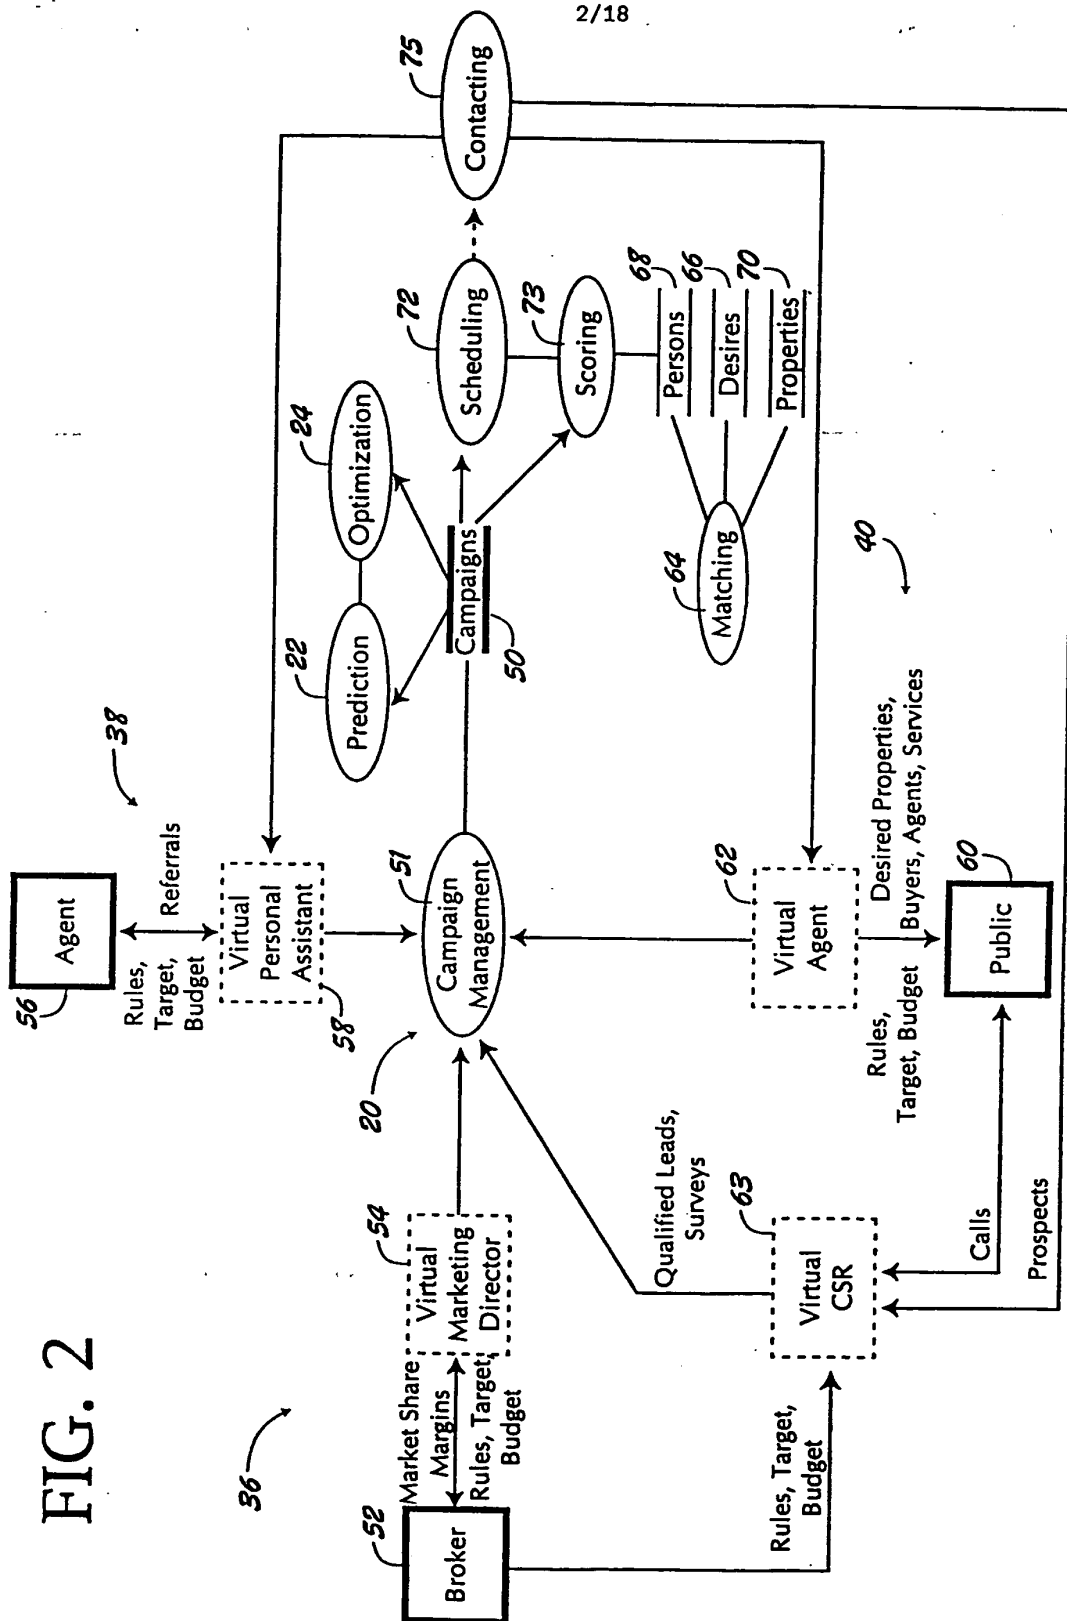 2/18
FIG. 2
36
38
40
20
Agent
56
Rules,
Target,
Budget
Referrals
Virtual
Personal
Assistant
58
Broker
52
Market Share
Margins
Rules, Target,
Budget
Virtual
Marketing
Director
54
Campaign
Management
51
Campaigns
50
Prediction
22
Optimization
24
Scheduling
72
Contacting
75
Scoring
73
Persons
68
Desires
66
Properties
70
Matching
64
Qualified Leads,
Surveys
Rules, Target,
Budget
Virtual
CSR
63
Virtual
Agent
62
Rules,
Target, Budget
Desired Properties,
Buyers, Agents, Services
Public
60
Calls
Prospects